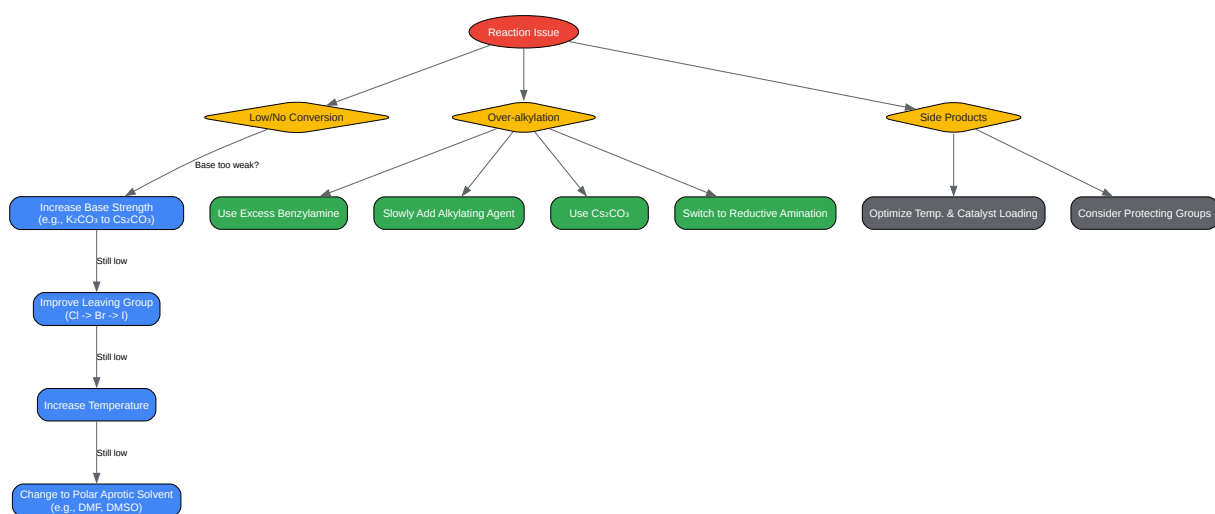 Reaction Issue
Low/No Conversion
Over-alkylation
Side Products
Base too weak?
Increase Base Strength
(e.g., K₂CO₃ to Cs₂CO₃)
Use Excess Benzylamine
Slowly Add Alkylating Agent
Use Cs₂CO₃
Switch to Reductive Amination
Optimize Temp. & Catalyst Loading
Consider Protecting Groups
Still low
Improve Leaving Group
(Cl -> Br -> I)
Still low
Increase Temperature
Still low
Change to Polar Aprotic Solvent
(e.g., DMF, DMSO)